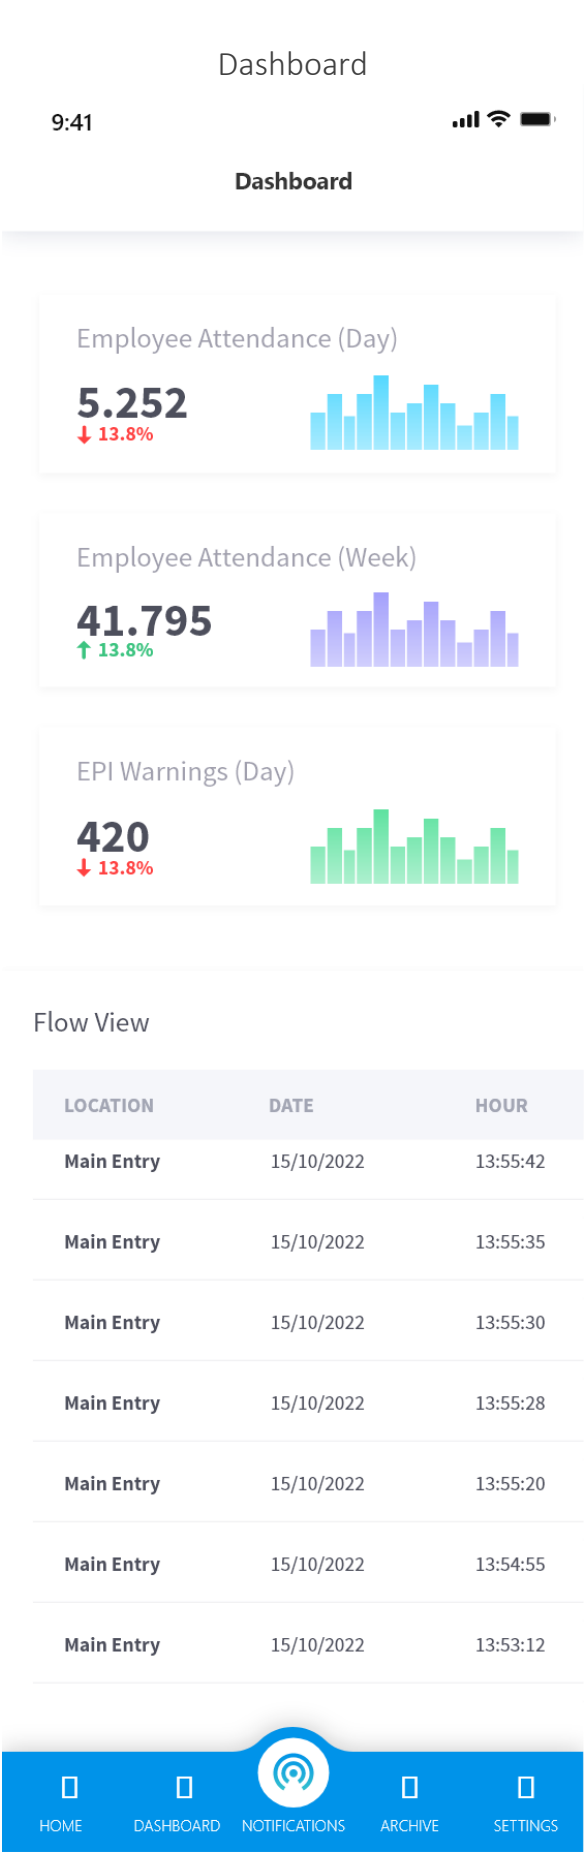 Dashboard
9:41
Dashboard
Employee Attendance (Day)
5.252
↓ 13.8%
Employee Attendance (Week)
41.795
↑ 13.8%
EPI Warnings (Day)
420
↓ 13.8%
Flow View
LOCATION DATE HOUR
Main Entry 15/10/2022 13:55:42
Main Entry 15/10/2022 13:55:35
Main Entry 15/10/2022 13:55:30
Main Entry 15/10/2022 13:55:28
Main Entry 15/10/2022 13:55:20
Main Entry 15/10/2022 13:54:55
Main Entry 15/10/2022 13:53:12
HOME DASHBOARD NOTIFICATIONS ARCHIVE SETTINGS